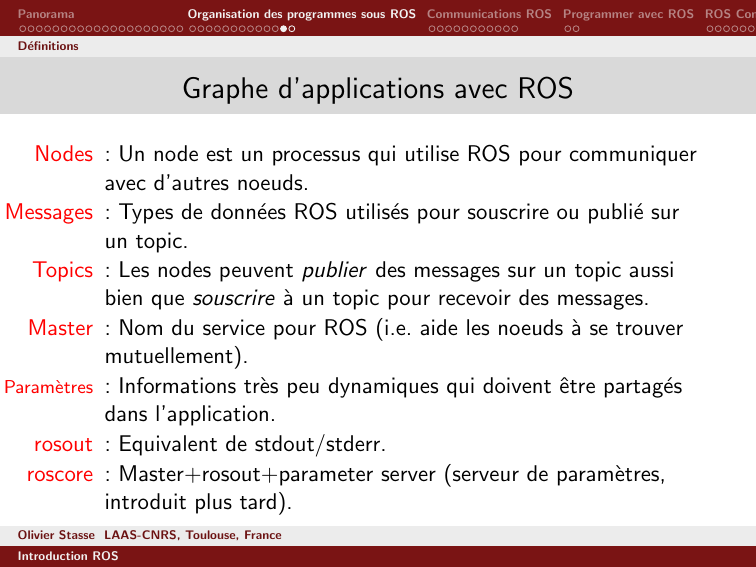 Panorama Organisation des programmes sous ROS Communications ROS Programmer avec ROS ROS Con
Définitions
Graphe d'applications avec ROS
Nodes : Un node est un processus qui utilise ROS pour communiquer
avec d'autres noeuds.
Messages : Types de données ROS utilisés pour souscrire ou publié sur
un topic.
Topics : Les nodes peuvent publier des messages sur un topic aussi
bien que souscrire à un topic pour recevoir des messages.
Master : Nom du service pour ROS (i.e. aide les noeuds à se trouver
mutuellement).
Paramètres : Informations très peu dynamiques qui doivent être partagés
dans l'application.
rosout : Equivalent de stdout/stderr.
roscore : Master+rosout+parameter server (serveur de paramètres,
introduit plus tard).
Olivier Stasse LAAS-CNRS, Toulouse, France
Introduction ROS